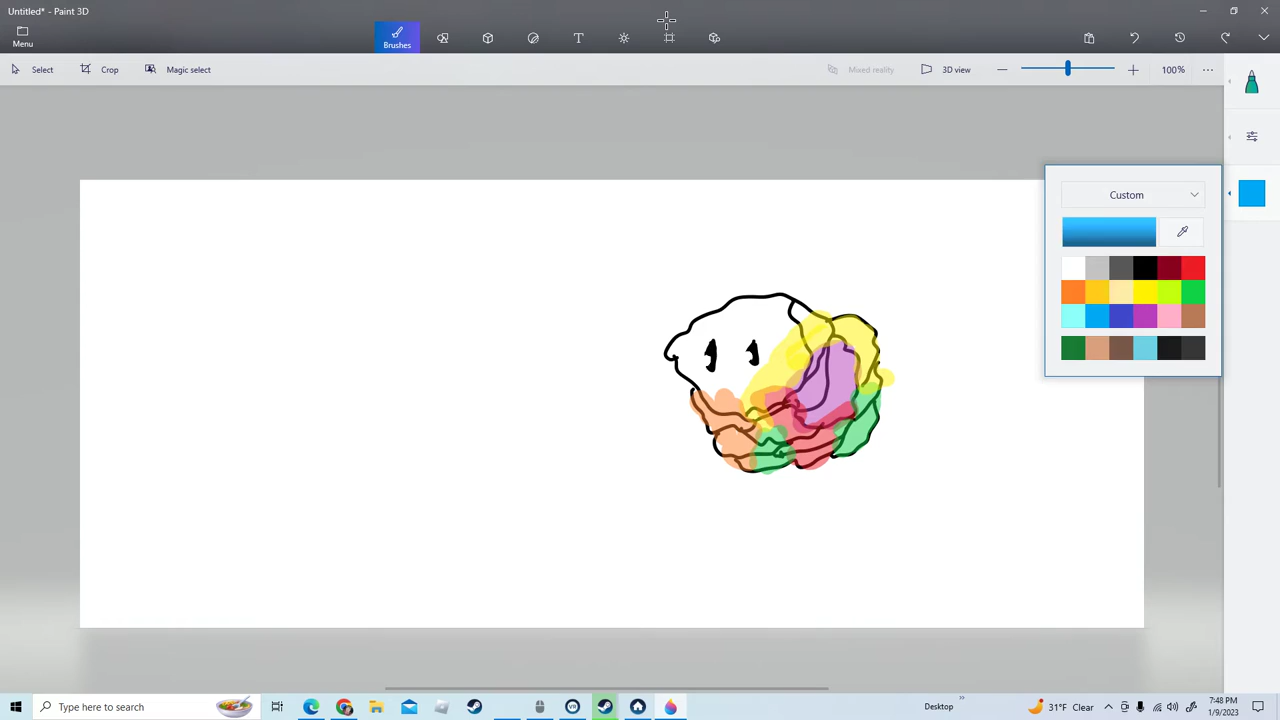 Untitled* - Paint 3D
Menu
Brushes
Select
Crop
Magic select
Mixed reality
3D view
100%
Custom
Type here to search
Desktop
31°F Clear
7:48 PM
1/9/2023